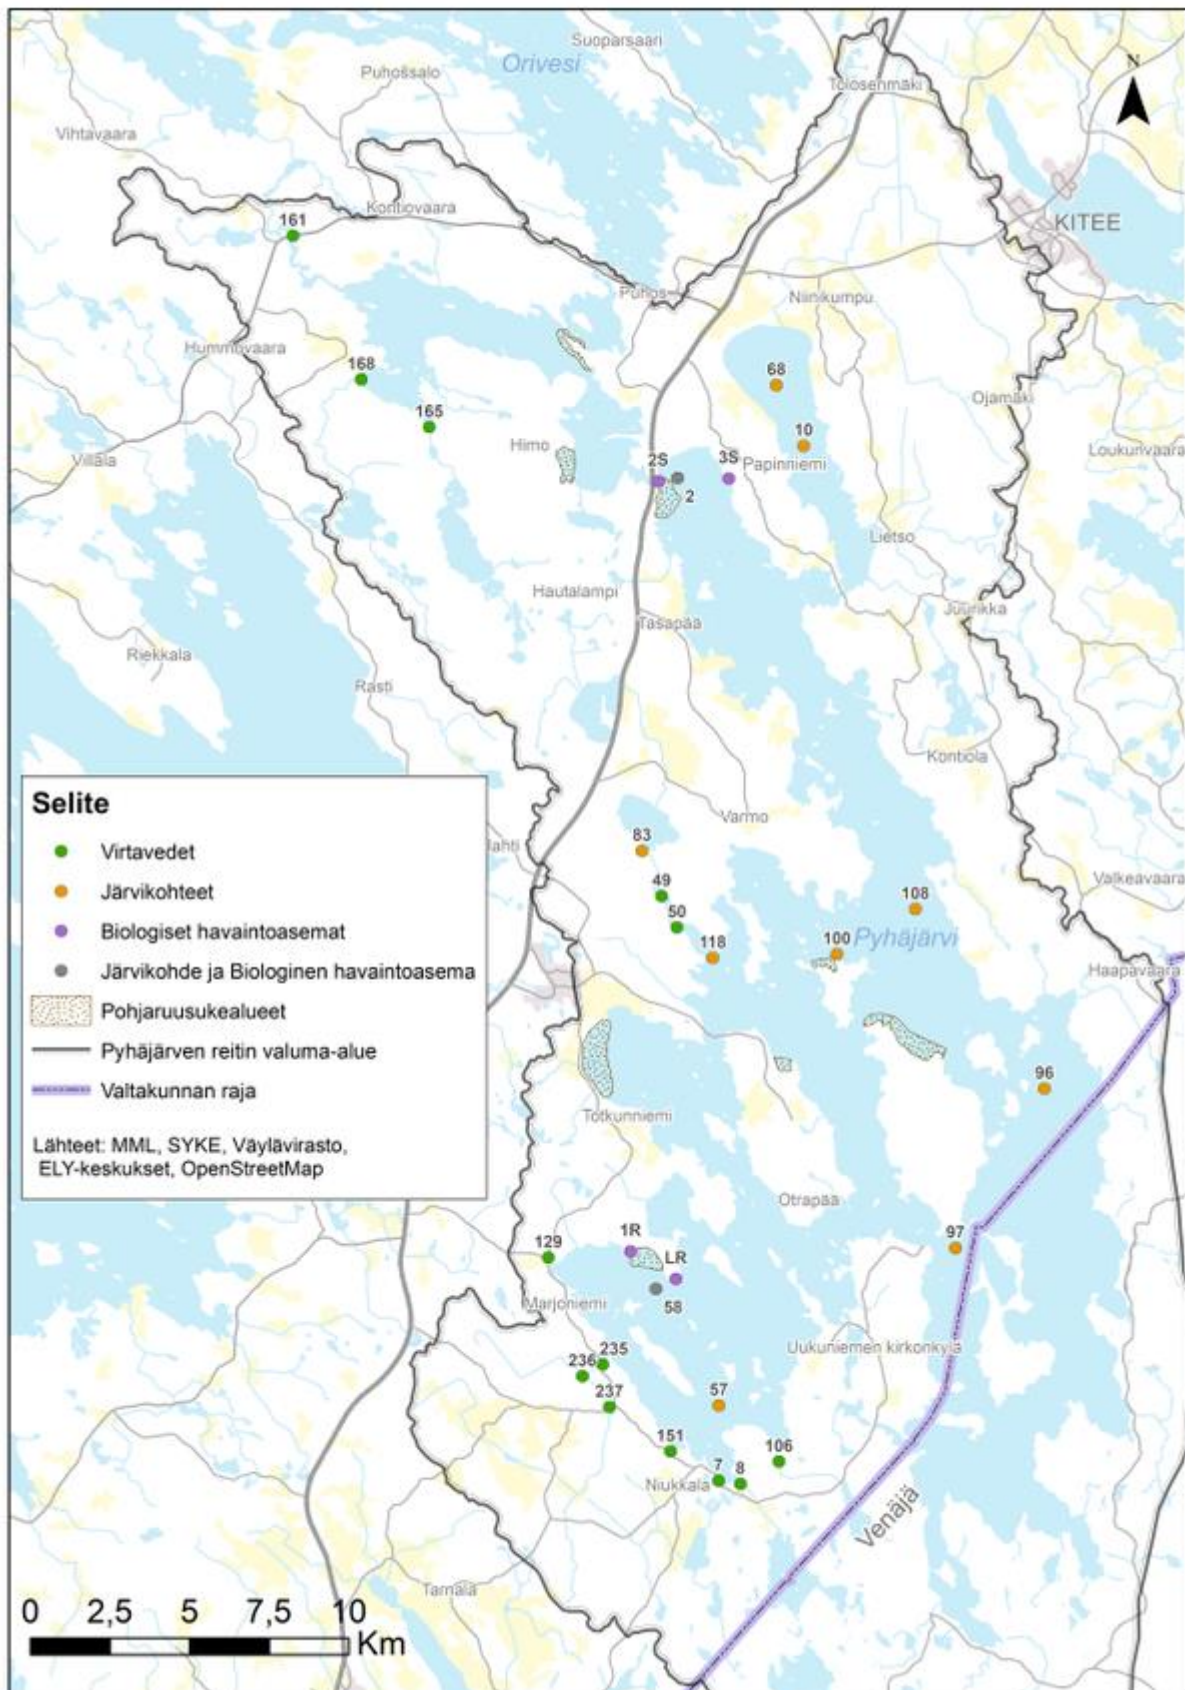 Suoparsaari
Orivesi
Puhossalo
N
Tolosenmäki
Vihtavaara
Kontiovaara
161
KITEE
Puhos
Niinikumpu
Hummovaara
168
68
Ojamäki
165
10
Himo
Villala
2S
3S
Papinniemi
Loukunvaara
2
Lietso
Hautalampi
Juurikka
Tasapää
Riekkala
Rasti
Kontiola
Selite
Virtavedet
Järvikohteet
Biologiset havaintoasemat
Järvikohde ja Biologinen havaintoasema
Pohjaruusukealueet
Pyhäjärven reitin valuma-alue
Valtakunnan raja
Lähteet: MML, SYKE, Väylävirasto,
ELY-keskukset, OpenStreetMap
Varmo
83
lahti
49
Valkeavaara
108
50
118
100
Pyhäjärvi
Haapavaara
96
Totkunniemi
Otrapää
129
1R
LR
97
58
Marjoniemi
Uukuniemen kirkonkylä
235
236
237
57
151
106
7
8
Niukkala
Venäjä
Tarnala
0 2,5 5 7,5 10
Km